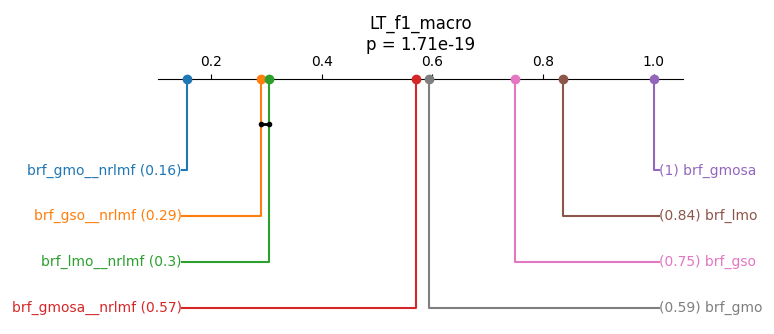 LT_f1_macro
p = 1.71e-19
0.2 0.4 0.6 0.8 1.0
brf_gmo__nrlmf (0.16) (1) brf_gmosa
brf_gso__nrlmf (0.29) (0.84) brf_lmo
brf_lmo__nrlmf (0.3) (0.75) brf_gso
brf_gmosa__nrlmf (0.57) (0.59) brf_gmo